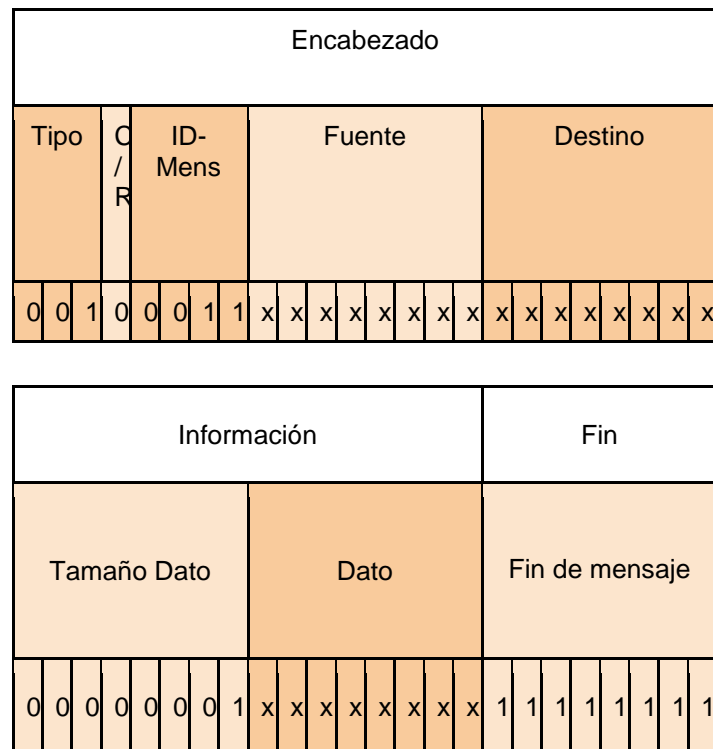 Encabezado
Tipo C / R ID-Mens Fuente Destino
0 0 1 0 0 0 1 1 x x x x x x x x x x x x x x x x
Información Fin
Tamaño Dato Dato Fin de mensaje
0 0 0 0 0 0 0 1 x x x x x x x x 1 1 1 1 1 1 1 1